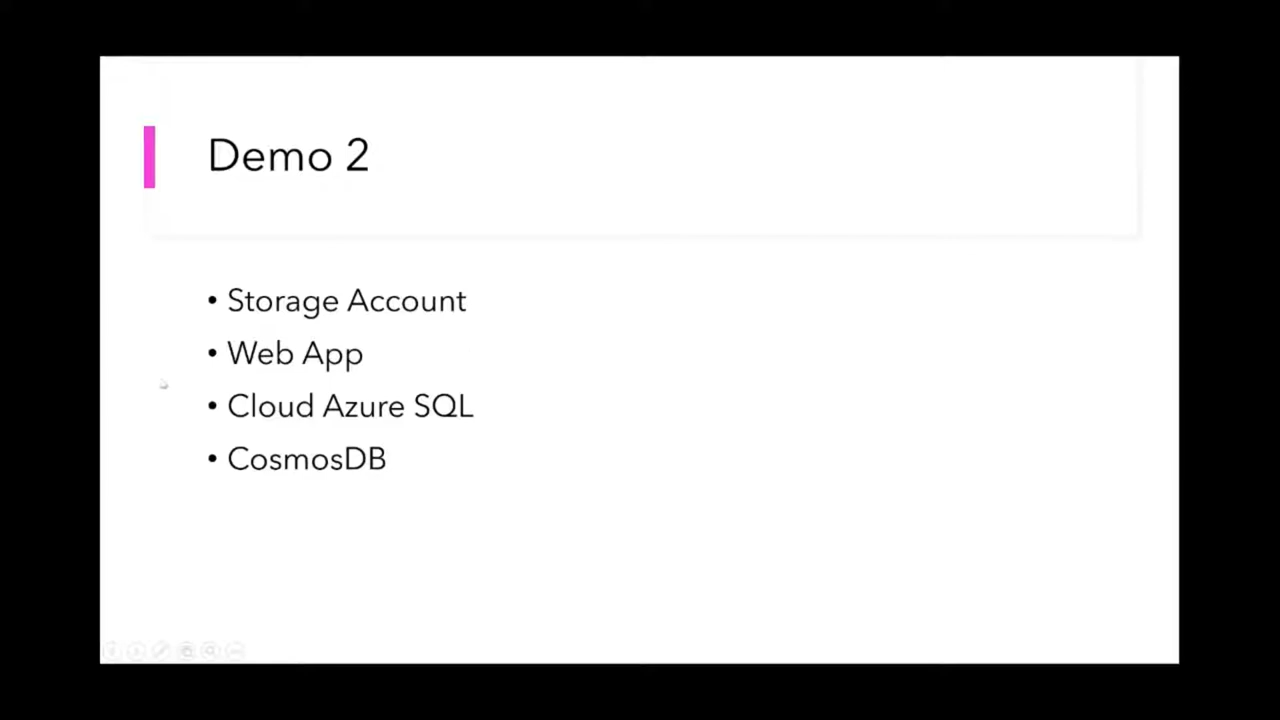 Demo 2
• Storage Account
• Web App
• Cloud Azure SQL
• CosmosDB